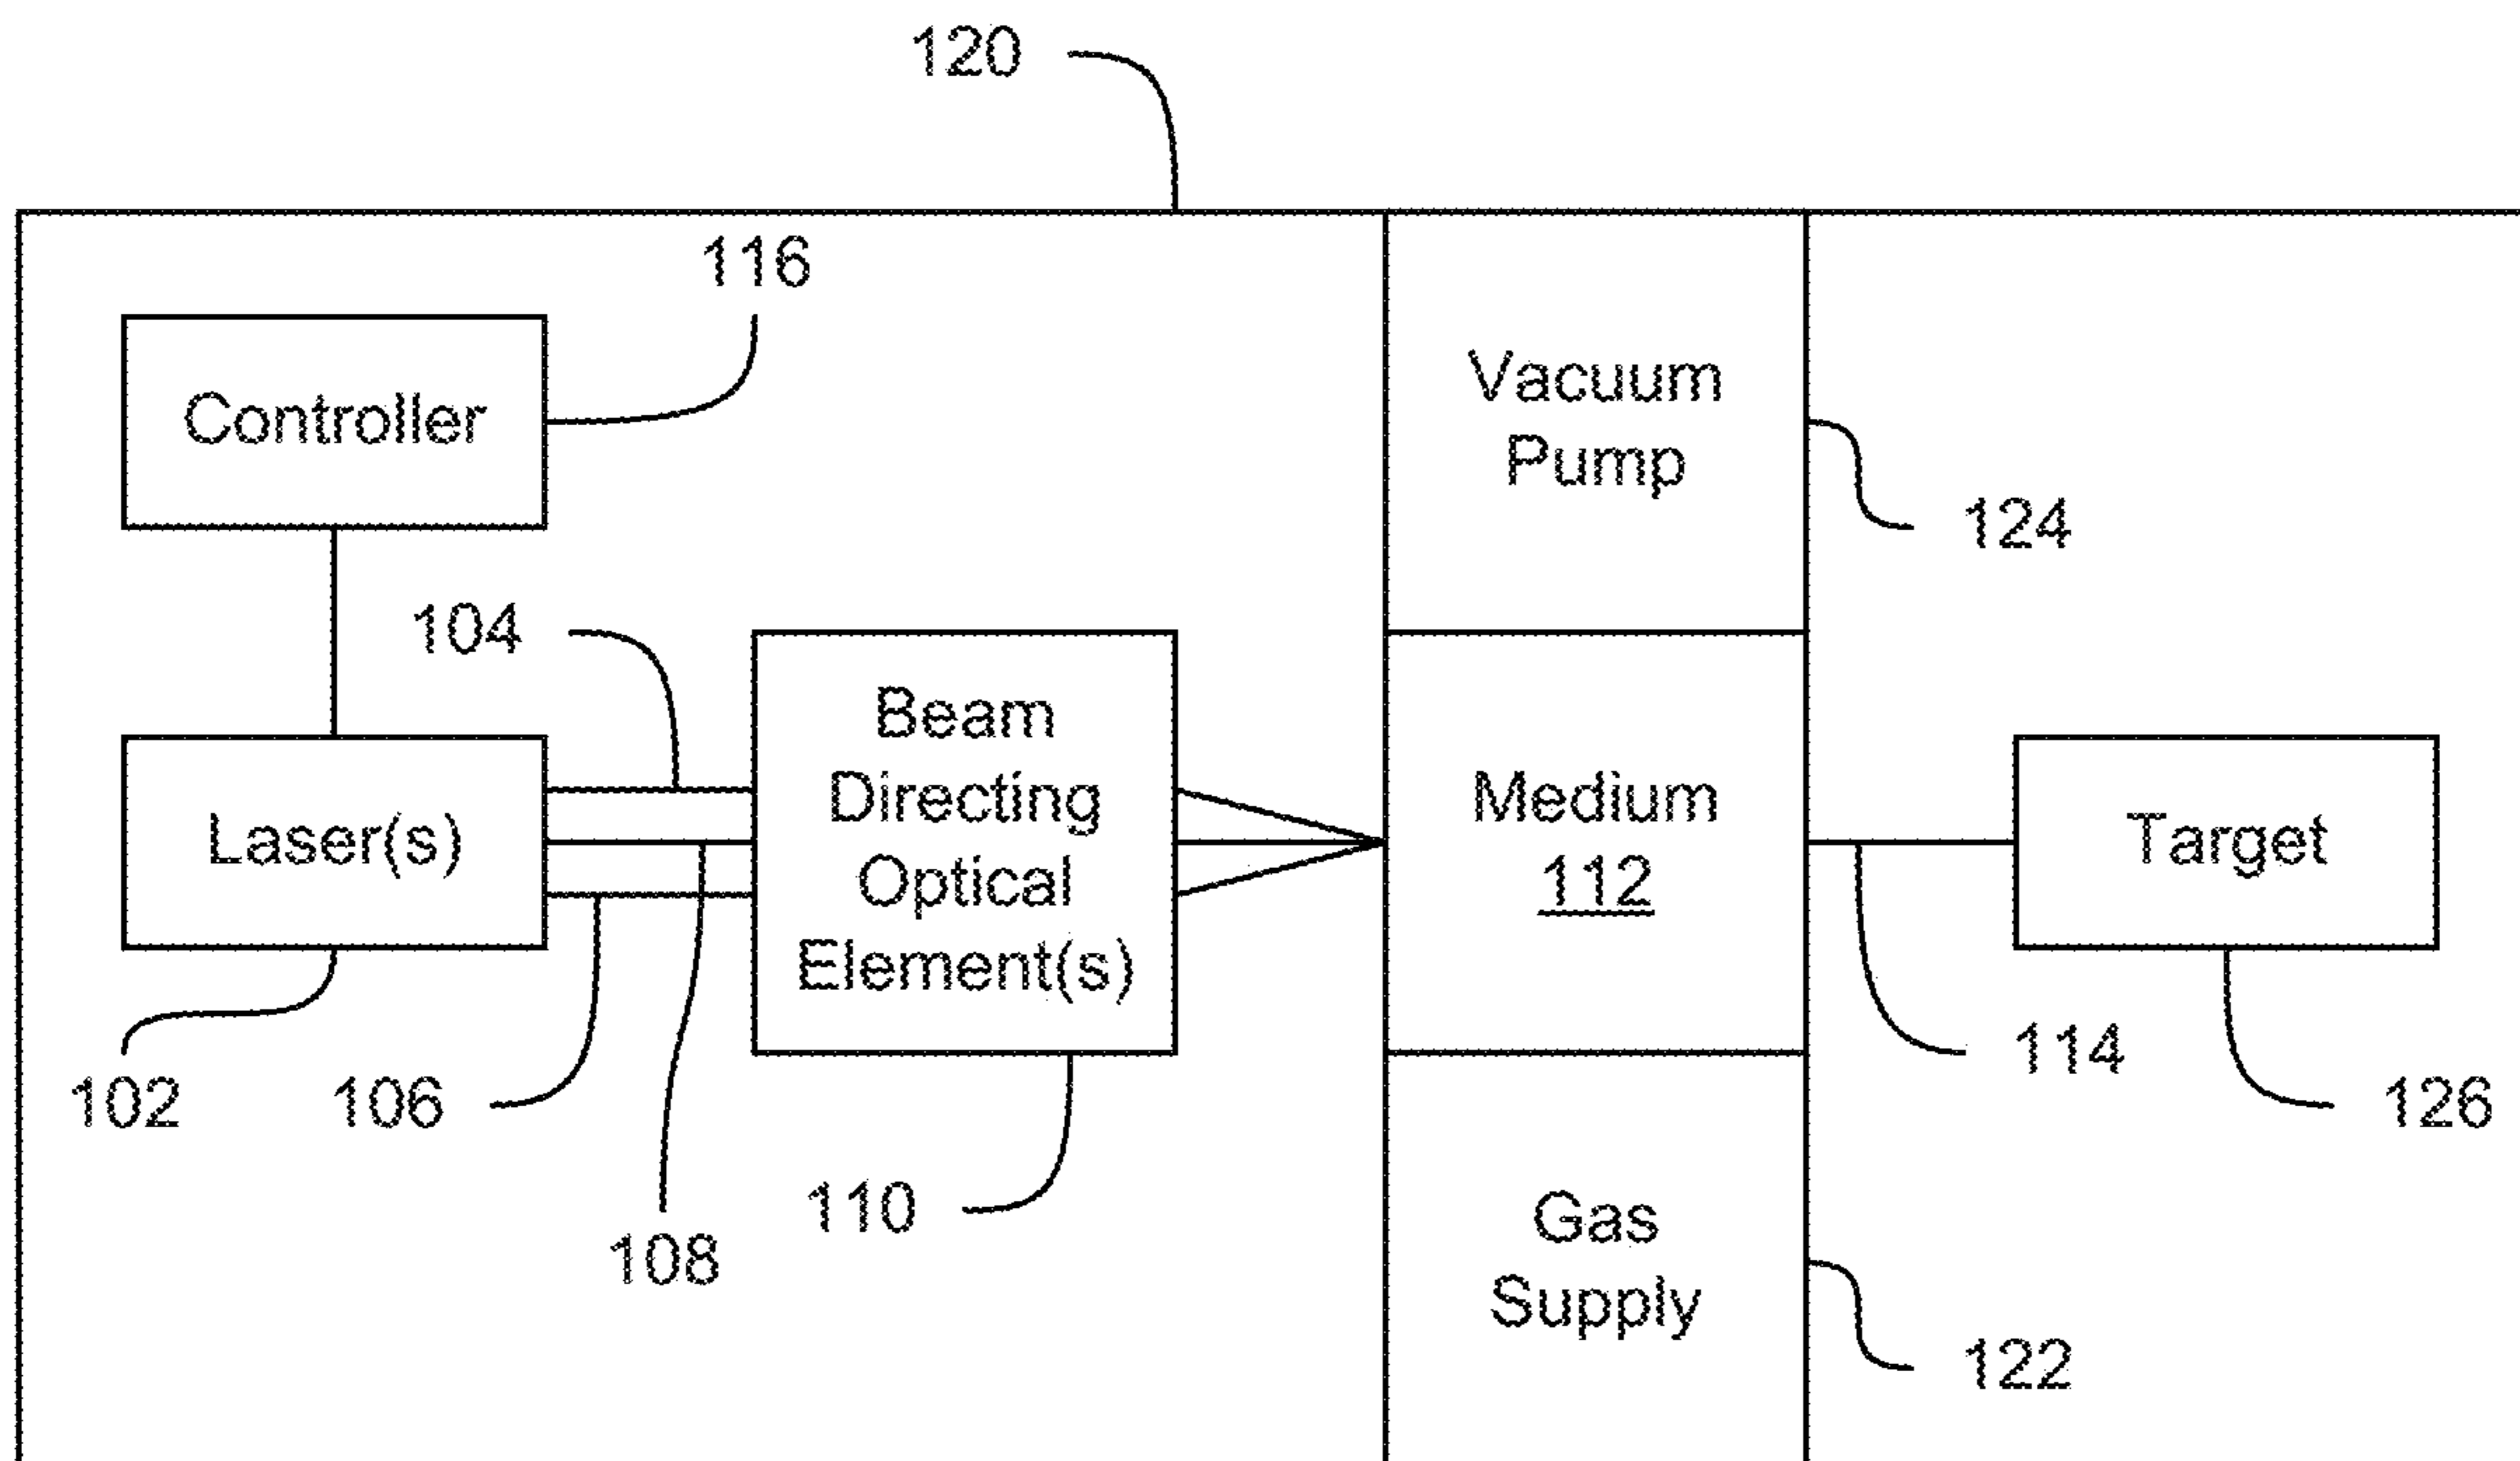 120
116
Controller
Vacuum
Pump
124
104
Beam
Directing
Optical
Element(s)
Laser(s)
Medium
112
Target
102
106
108
110
114
126
Gas
Supply
122